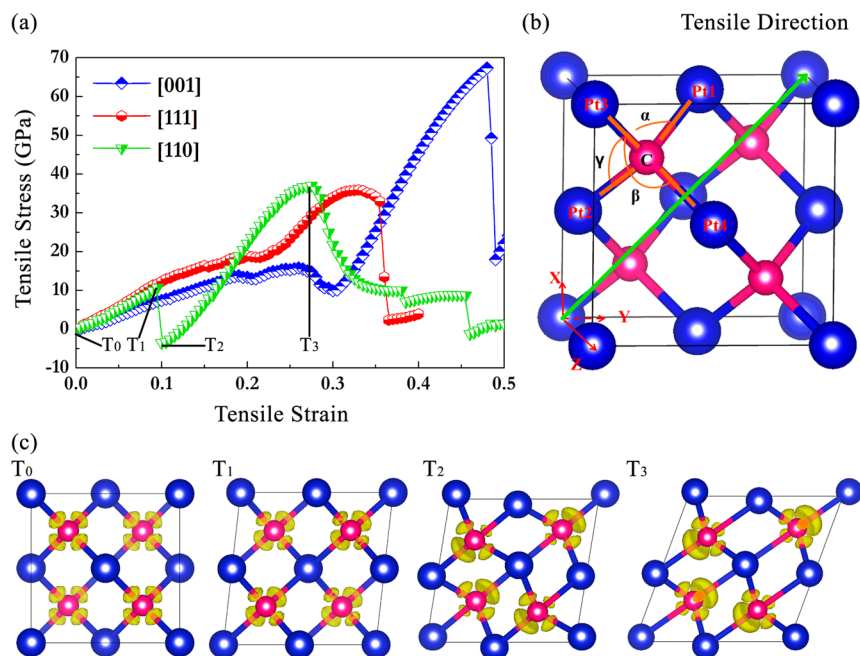 (a)
Tensile Stress (GPa)
70
60
50
40
30
20
10
0
-10
[001]
[111]
[110]
T0 T1 T2 T3
0.0 0.1 0.2 0.3 0.4 0.5
Tensile Strain
(b) Tensile Direction
Pt3 Pt1
α
γ C
β
Pt2 Pt4
X
Y
Z
(c)
T0 T1 T2 T3